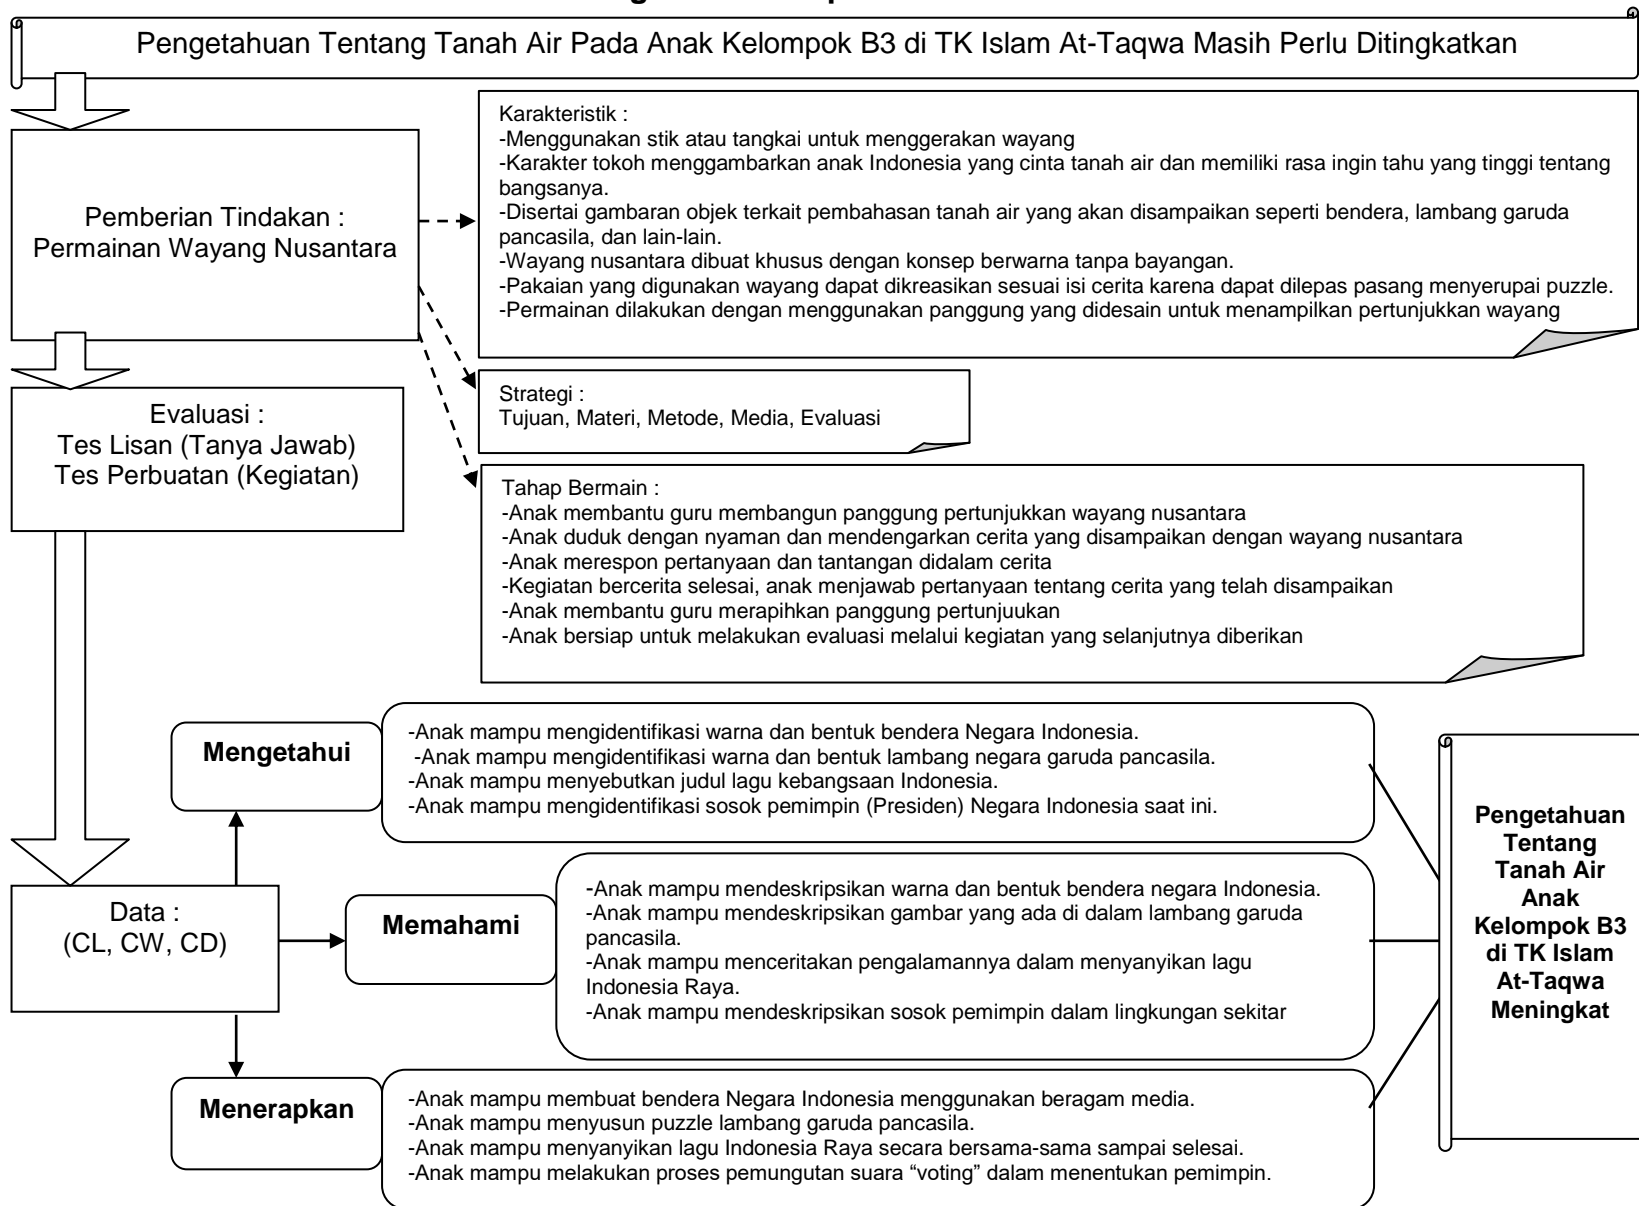 Pengetahuan Tentang Tanah Air Pada Anak Kelompok B3 di TK Islam At-Taqwa Masih Perlu Ditingkatkan
Pemberian Tindakan :
Permainan Wayang Nusantara
Karakteristik :
-Menggunakan stik atau tangkai untuk menggerakan wayang
-Karakter tokoh menggambarkan anak Indonesia yang cinta tanah air dan memiliki rasa ingin tahu yang tinggi tentang
bangsanya.
-Disertai gambaran objek terkait pembahasan tanah air yang akan disampaikan seperti bendera, lambang garuda
pancasila, dan lain-lain.
-Wayang nusantara dibuat khusus dengan konsep berwarna tanpa bayangan.
-Pakaian yang digunakan wayang dapat dikreasikan sesuai isi cerita karena dapat dilepas pasang menyerupai puzzle.
-Permainan dilakukan dengan menggunakan panggung yang didesain untuk menampilkan pertunjukkan wayang
Strategi :
Tujuan, Materi, Metode, Media, Evaluasi
Evaluasi :
Tes Lisan (Tanya Jawab)
Tes Perbuatan (Kegiatan)
Tahap Bermain :
-Anak membantu guru membangun panggung pertunjukkan wayang nusantara
-Anak duduk dengan nyaman dan mendengarkan cerita yang disampaikan dengan wayang nusantara
-Anak merespon pertanyaan dan tantangan didalam cerita
-Kegiatan bercerita selesai, anak menjawab pertanyaan tentang cerita yang telah disampaikan
-Anak membantu guru merapihkan panggung pertunjuukan
-Anak bersiap untuk melakukan evaluasi melalui kegiatan yang selanjutnya diberikan
Mengetahui
-Anak mampu mengidentifikasi warna dan bentuk bendera Negara Indonesia.
-Anak mampu mengidentifikasi warna dan bentuk lambang negara garuda pancasila.
-Anak mampu menyebutkan judul lagu kebangsaan Indonesia.
-Anak mampu mengidentifikasi sosok pemimpin (Presiden) Negara Indonesia saat ini.
Data :
(CL, CW, CD)
Memahami
-Anak mampu mendeskripsikan warna dan bentuk bendera negara Indonesia.
-Anak mampu mendeskripsikan gambar yang ada di dalam lambang garuda
pancasila.
-Anak mampu menceritakan pengalamannya dalam menyanyikan lagu
Indonesia Raya.
-Anak mampu mendeskripsikan sosok pemimpin dalam lingkungan sekitar
Menerapkan
-Anak mampu membuat bendera Negara Indonesia menggunakan beragam media.
-Anak mampu menyusun puzzle lambang garuda pancasila.
-Anak mampu menyanyikan lagu Indonesia Raya secara bersama-sama sampai selesai.
-Anak mampu melakukan proses pemungutan suara “voting” dalam menentukan pemimpin.
Pengetahuan
Tentang
Tanah Air
Anak
Kelompok B3
di TK Islam
At-Taqwa
Meningkat